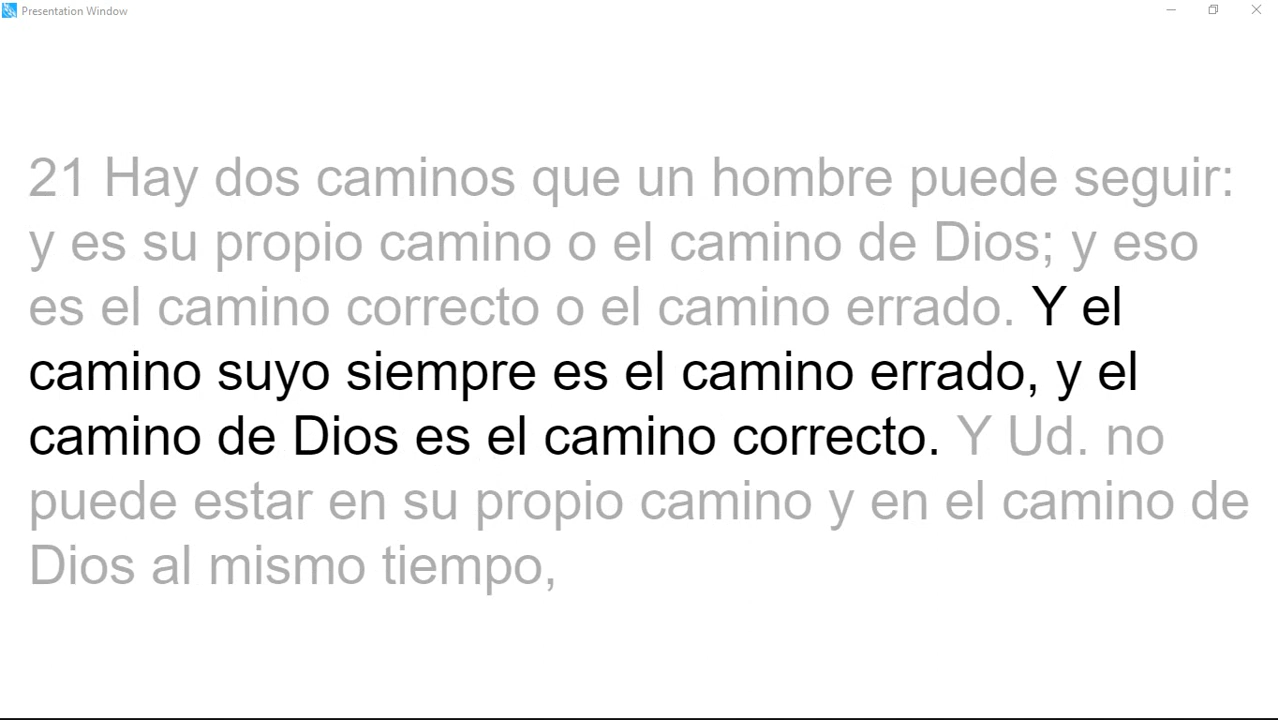 Presentation Window
21 Hay dos caminos que un hombre puede seguir:
y es su propio camino o el camino de Dios; y eso
es el camino correcto o el camino errado. Y el
camino suyo siempre es el camino errado, y el
camino de Dios es el camino correcto. Y Ud. no
puede estar en su propio camino y en el camino de
Dios al mismo tiempo,